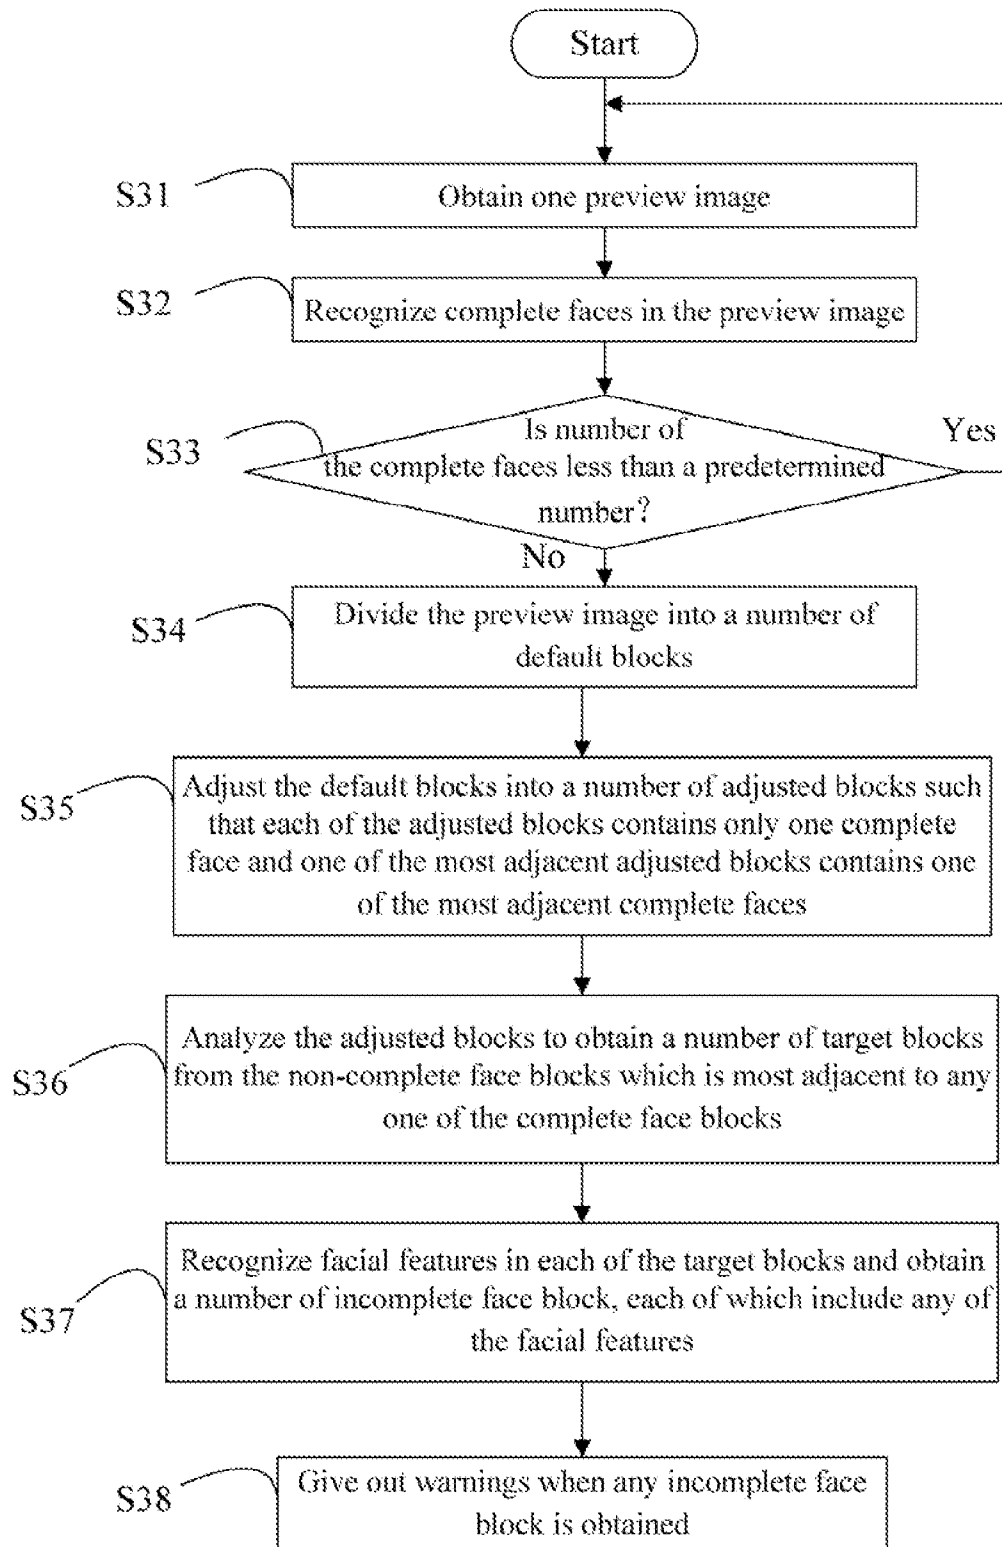 Start
S31
Obtain one preview image
S32
Recognize complete faces in the preview image
S33
Is number of
the complete faces less than a predetermined
number?
Yes
No
S34
Divide the preview image into a number of
default blocks
S35
Adjust the default blocks into a number of adjusted blocks such
that each of the adjusted blocks contains only one complete
face and one of the most adjacent adjusted blocks contains one
of the most adjacent complete faces
S36
Analyze the adjusted blocks to obtain a number of target blocks
from the non-complete face blocks which is most adjacent to any
one of the complete face blocks
S37
Recognize facial features in each of the target blocks and obtain
a number of incomplete face block, each of which include any of
the facial features
S38
Give out warnings when any incomplete face
block is obtained